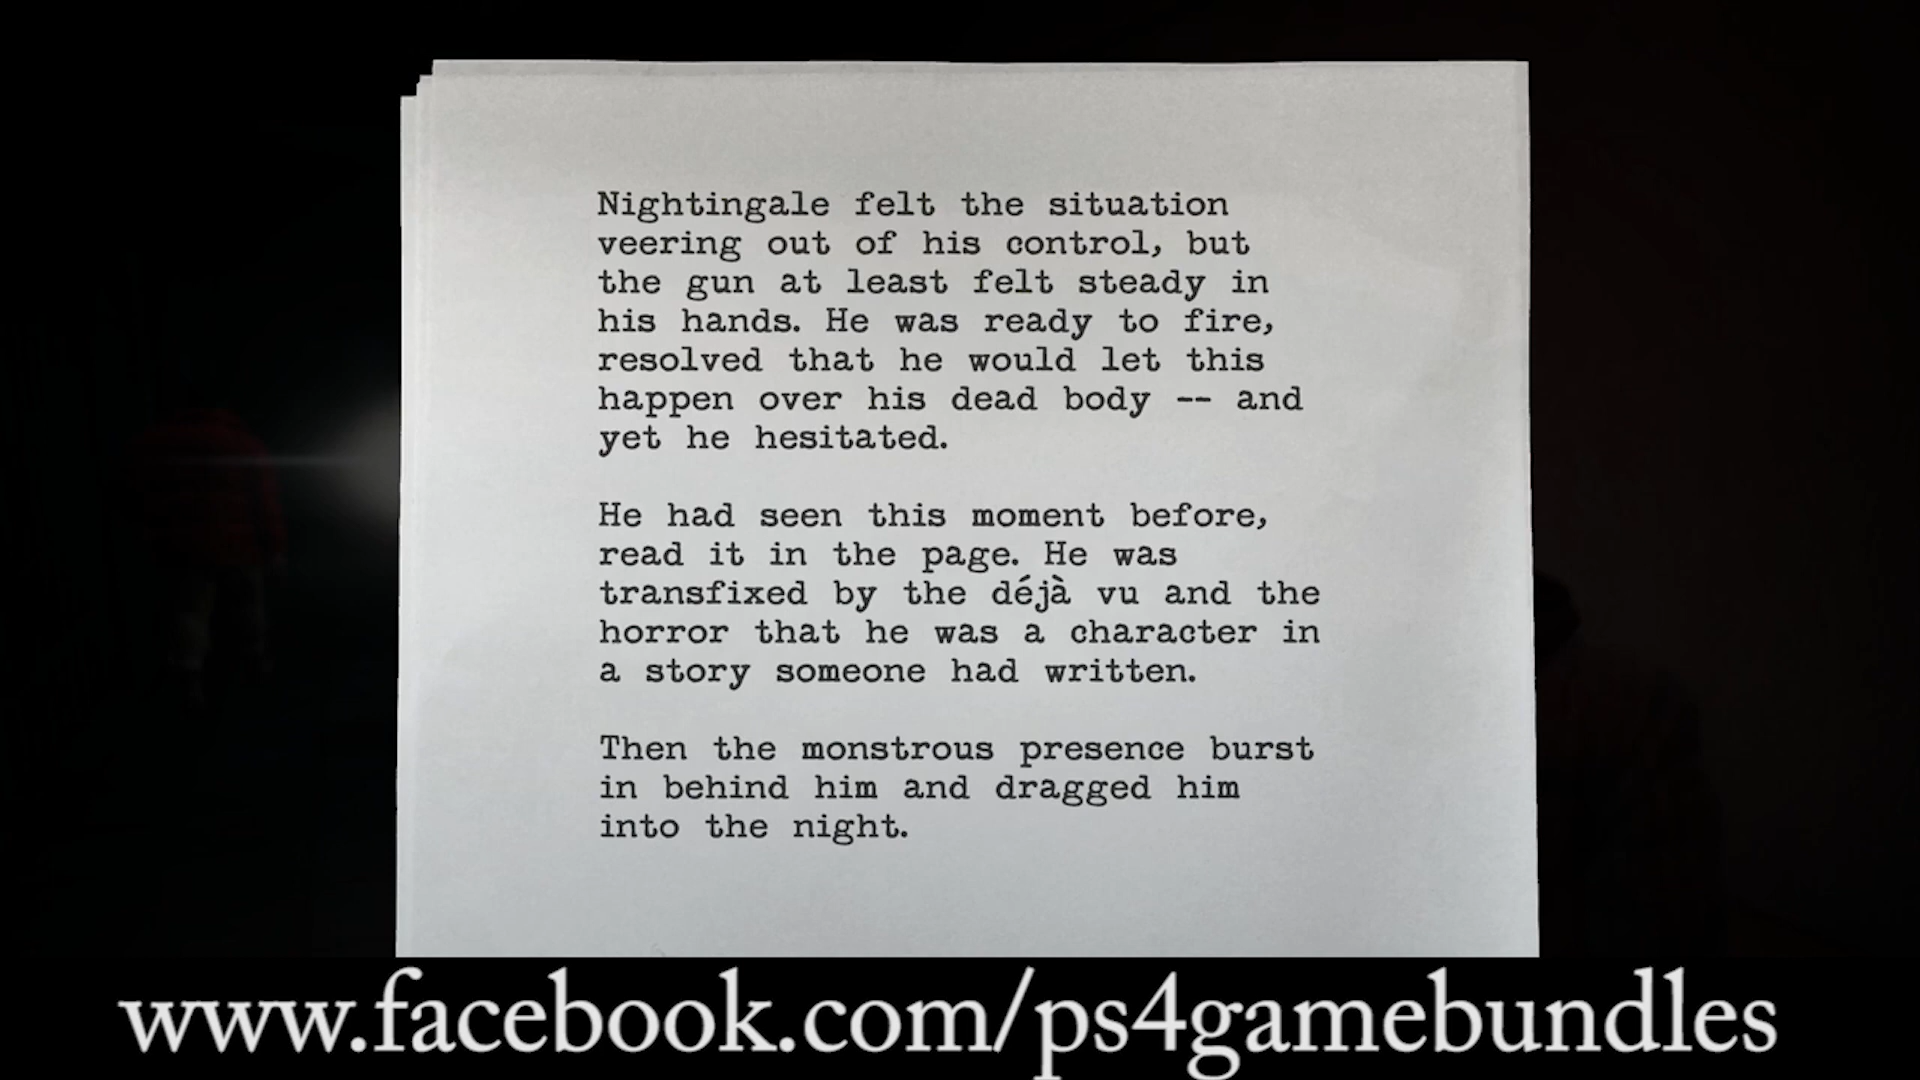 Nightingale felt the situation
veering out of his control, but
the gun at least felt steady in
his hands. He was ready to fire,
resolved that he would let this
happen over his dead body -- and
yet he hesitated.
He had seen this moment before,
read it in the page. He was
transfixed by the déjà vu and the
horror that he was a character in
a story someone had written.
Then the monstrous presence burst
in behind him and dragged him
into the night.
www.facebook.com/ps4gamebundles